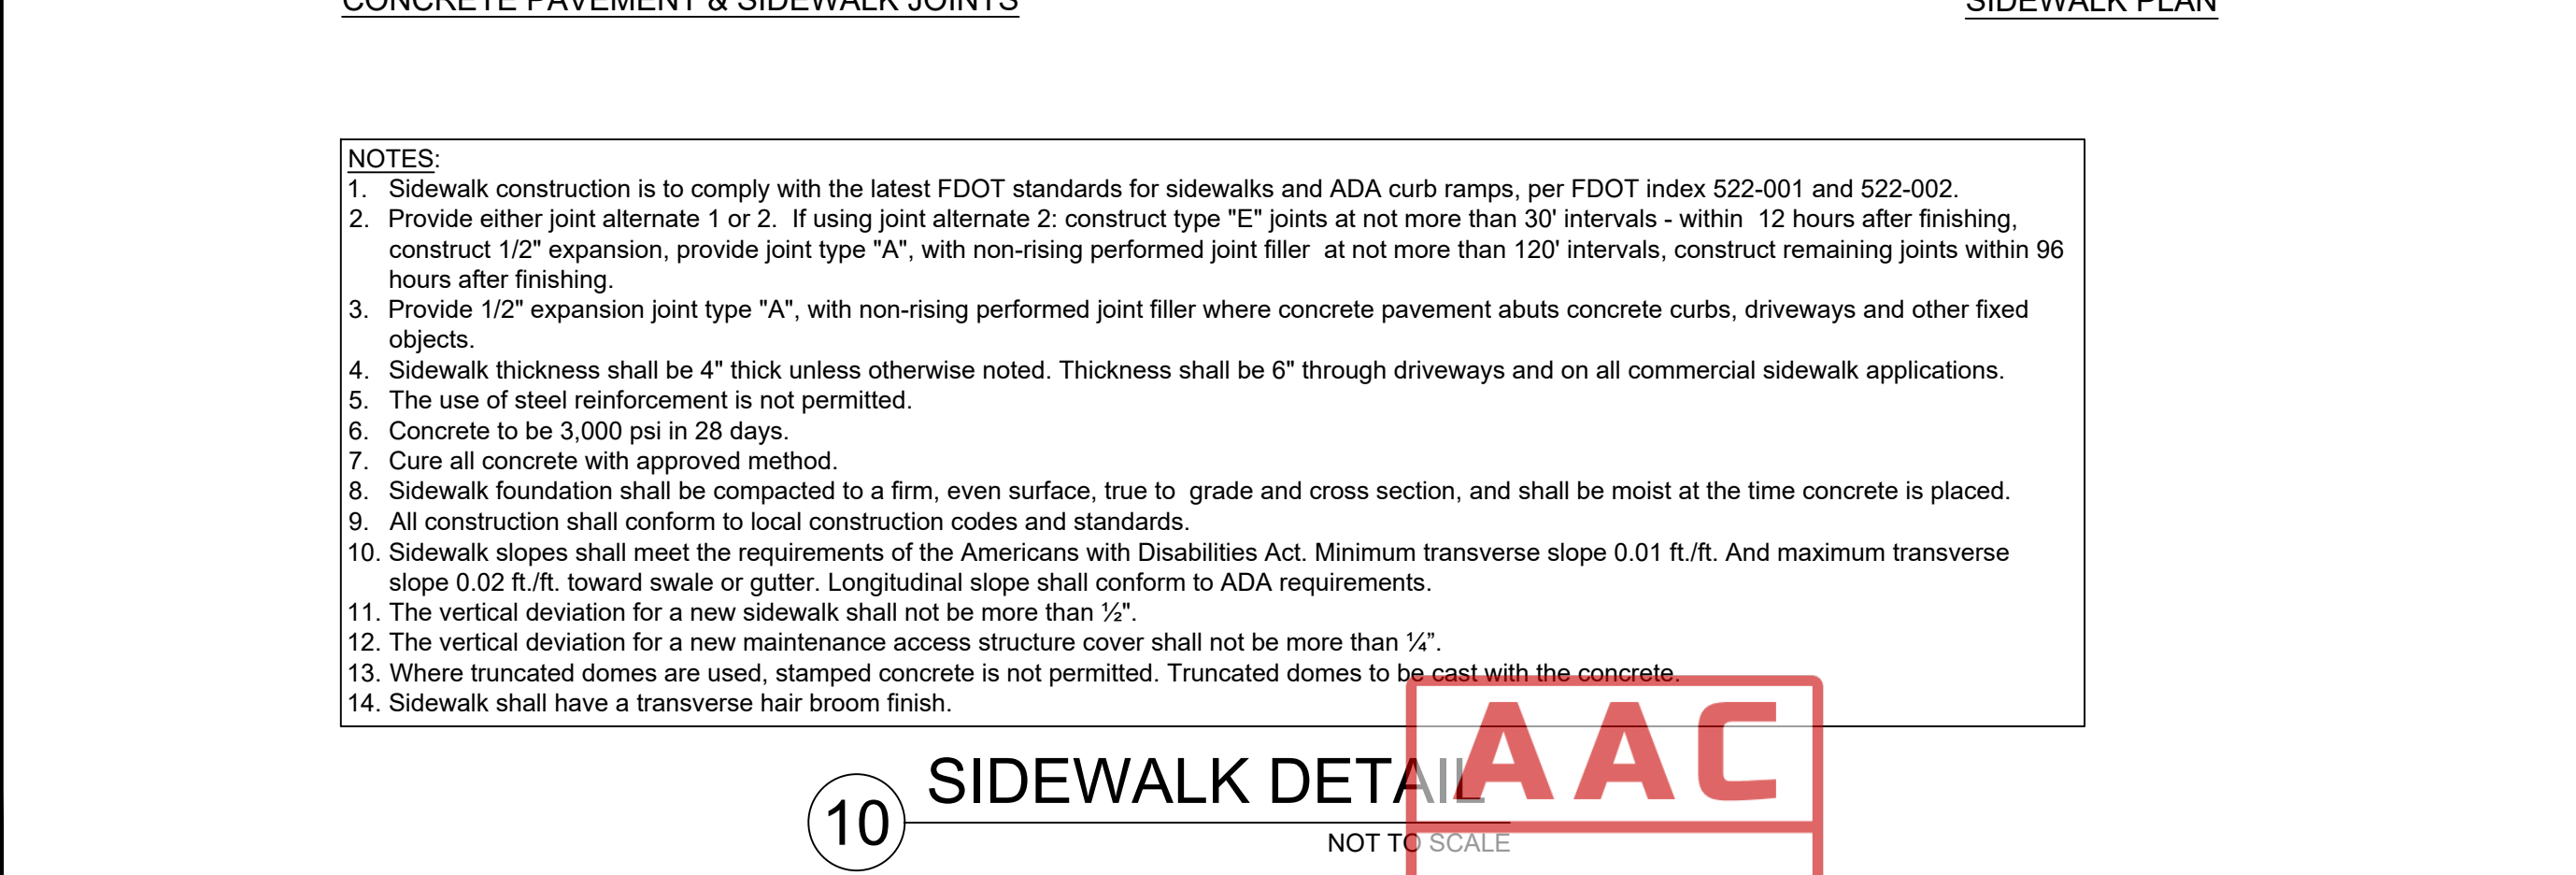 CONCRETE PAVEMENT & SIDEWALK JOINTS
SIDEWALK PLAN
NOTES:
1. Sidewalk construction is to comply with the latest FDOT standards for sidewalks and ADA curb ramps, per FDOT index 522-001 and 522-002.
2. Provide either joint alternate 1 or 2. If using joint alternate 2: construct type "E" joints at not more than 30' intervals - within 12 hours after finishing,
construct 1/2" expansion, provide joint type "A", with non-rising performed joint filler at not more than 120' intervals, construct remaining joints within 96
hours after finishing.
3. Provide 1/2" expansion joint type "A", with non-rising performed joint filler where concrete pavement abuts concrete curbs, driveways and other fixed
objects.
4. Sidewalk thickness shall be 4" thick unless otherwise noted. Thickness shall be 6" through driveways and on all commercial sidewalk applications.
5. The use of steel reinforcement is not permitted.
6. Concrete to be 3,000 psi in 28 days.
7. Cure all concrete with approved method.
8. Sidewalk foundation shall be compacted to a firm, even surface, true to grade and cross section, and shall be moist at the time concrete is placed.
9. All construction shall conform to local construction codes and standards.
10. Sidewalk slopes shall meet the requirements of the Americans with Disabilities Act. Minimum transverse slope 0.01 ft./ft. And maximum transverse
slope 0.02 ft./ft. toward swale or gutter. Longitudinal slope shall conform to ADA requirements.
11. The vertical deviation for a new sidewalk shall not be more than ½".
12. The vertical deviation for a new maintenance access structure cover shall not be more than ¼”.
13. Where truncated domes are used, stamped concrete is not permitted. Truncated domes to be cast with the concrete.
14. Sidewalk shall have a transverse hair broom finish.
AAC
10 SIDEWALK DETAIL
NOT TO SCALE